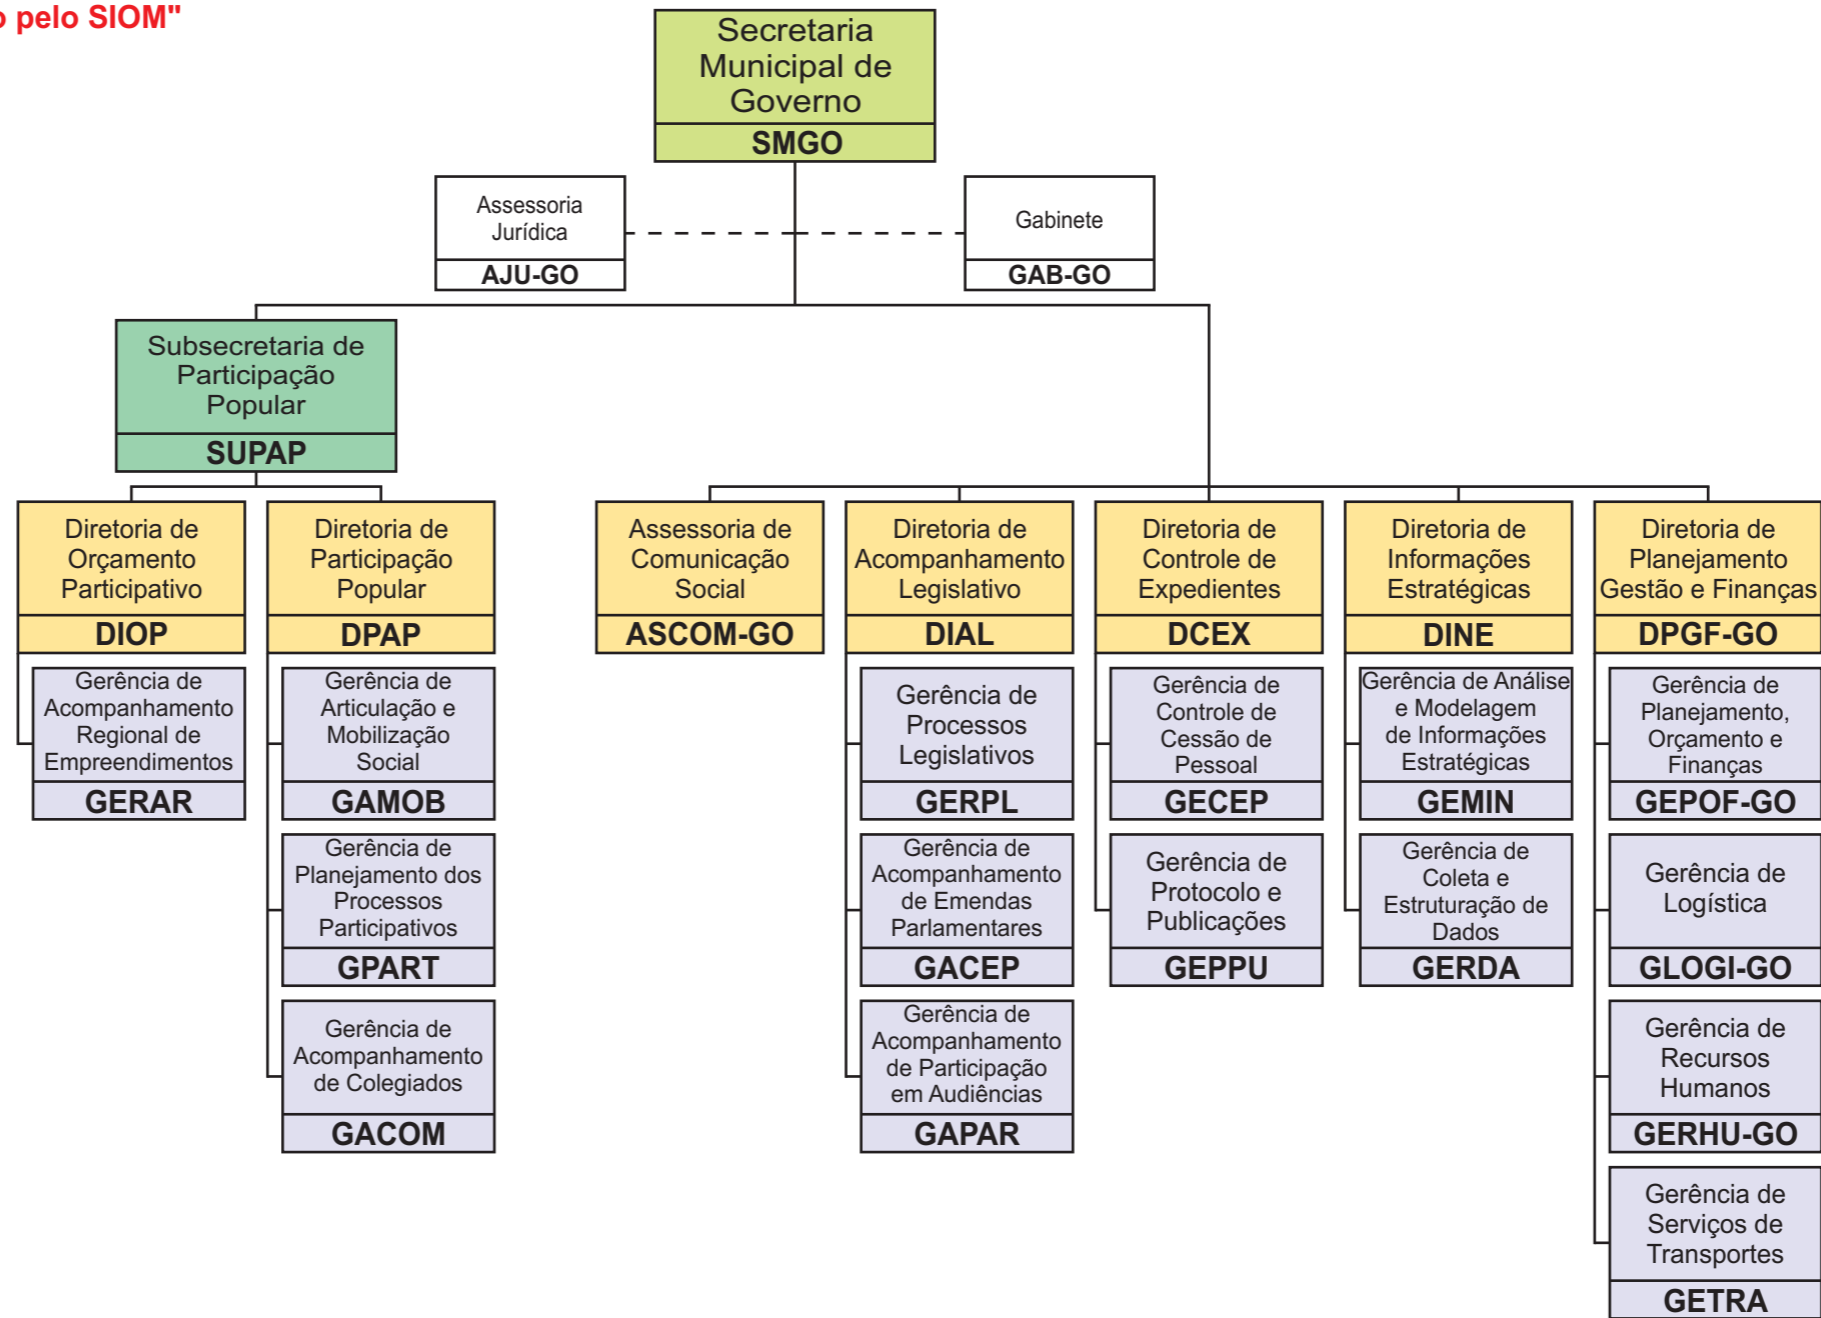 o pelo SIOM"
Secretaria
Municipal de
Governo
SMGO
Assessoria
Jurídica
AJU-GO
Gabinete
GAB-GO
Subsecretaria de
Participação
Popular
SUPAP
Diretoria de
Orçamento
Participativo
DIOP
Gerência de
Acompanhamento
Regional de
Empreendimentos
GERAR
Diretoria de
Participação
Popular
DPAP
Gerência de
Articulação e
Mobilização
Social
GAMOB
Gerência de
Planejamento dos
Processos
Participativos
GPART
Gerência de
Acompanhamento
de Colegiados
GACOM
Assessoria de
Comunicação
Social
ASCOM-GO
Diretoria de
Acompanhamento
Legislativo
DIAL
Gerência de
Processos
Legislativos
GERPL
Gerência de
Acompanhamento
de Emendas
Parlamentares
GACEP
Gerência de
Acompanhamento
de Participação
em Audiências
GAPAR
Diretoria de
Controle de
Expedientes
DCEX
Gerência de
Controle de
Cessão de
Pessoal
GECEP
Gerência de
Protocolo e
Publicações
GEPPU
Diretoria de
Informações
Estratégicas
DINE
Gerência de Análise
e Modelagem
de Informações
Estratégicas
GEMIN
Gerência de
Coleta e
Estruturação de
Dados
GERDA
Diretoria de
Planejamento
Gestão e Finanças
DPGF-GO
Gerência de
Planejamento,
Orçamento e
Finanças
GEPOF-GO
Gerência de
Logística
GLOGI-GO
Gerência de
Recursos
Humanos
GERHU-GO
Gerência de
Serviços de
Transportes
GETRA